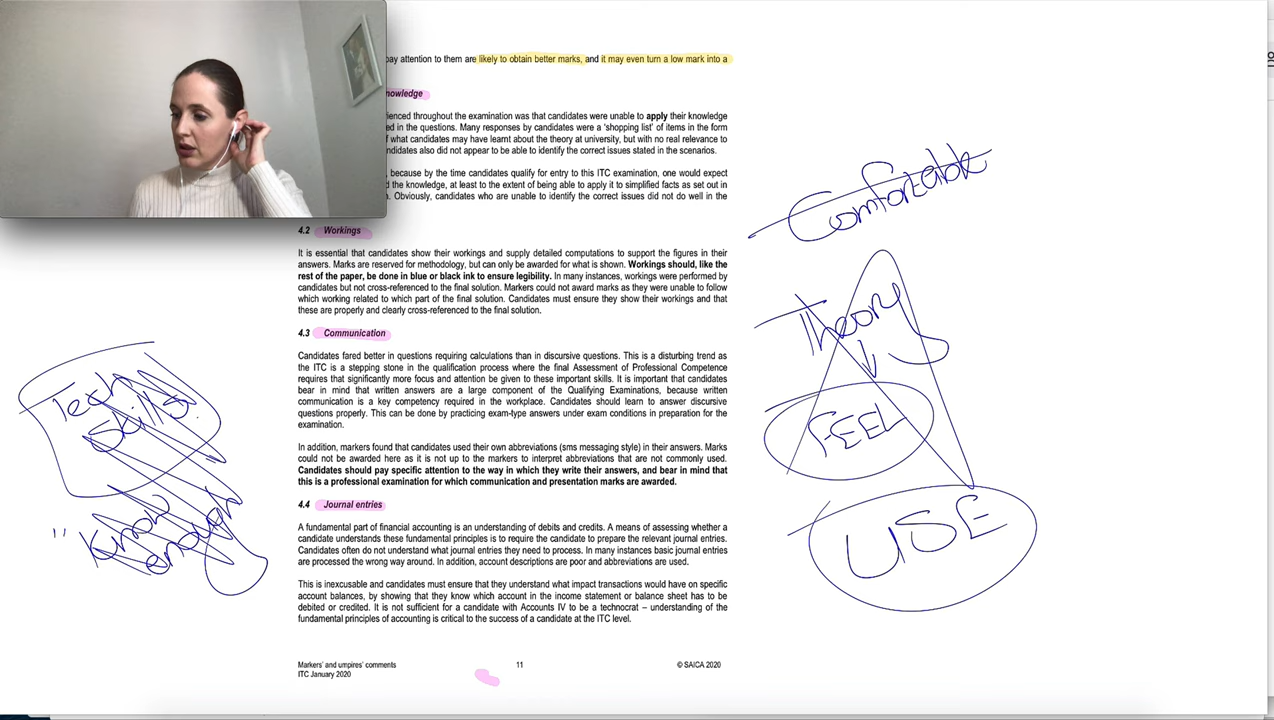 pay attention to them are likely to obtain better marks, and it may even turn a low mark into a
nowledge
ienced throughout the examination was that candidates were unable to apply their knowledge
ed in the questions. Many responses by candidates were a 'shopping list' of items in the form
f what candidates may have learnt about the theory at university, but with no real relevance to
ndidates also did not appear to be able to identify the correct issues stated in the scenarios.
, because by the time candidates qualify for entry to this ITC examination, one would expect
d the knowledge, at least to the extent of being able to apply it to simplified facts as set out in
n. Obviously, candidates who are unable to identify the correct issues did not do well in the
4.2 Workings
It is essential that candidates show their workings and supply detailed computations to support the figures in their
answers. Marks are reserved for methodology, but can only be awarded for what is shown. Workings should, like the
rest of the paper, be done in blue or black ink to ensure legibility. In many instances, workings were performed by
candidates but not cross-referenced to the final solution. Markers could not award marks as they were unable to follow
which working related to which part of the final solution. Candidates must ensure they show their workings and that
these are properly and clearly cross-referenced to the final solution.
4.3 Communication
Candidates fared better in questions requiring calculations than in discursive questions. This is a disturbing trend as
the ITC is a stepping stone in the qualification process where the final Assessment of Professional Competence
requires that significantly more focus and attention be given to these important skills. It is important that candidates
bear in mind that written answers are a large component of the Qualifying Examinations, because written
communication is a key competency required in the workplace. Candidates should learn to answer discursive
questions properly. This can be done by practicing exam-type answers under exam conditions in preparation for the
examination.
In addition, markers found that candidates used their own abbreviations (sms messaging style) in their answers. Marks
could not be awarded here as it is not up to the markers to interpret abbreviations that are not commonly used.
Candidates should pay specific attention to the way in which they write their answers, and bear in mind that
this is a professional examination for which communication and presentation marks are awarded.
4.4 Journal entries
A fundamental part of financial accounting is an understanding of debits and credits. A means of assessing whether a
candidate understands these fundamental principles is to require the candidate to prepare the relevant journal entries.
Candidates often do not understand what journal entries they need to process. In many instances basic journal entries
are processed the wrong way around. In addition, account descriptions are poor and abbreviations are used.
This is inexcusable and candidates must ensure that they understand what impact transactions would have on specific
account balances, by showing that they know which account in the income statement or balance sheet has to be
debited or credited. It is not sufficient for a candidate with Accounts IV to be a technocrat – understanding of the
fundamental principles of accounting is critical to the success of a candidate at the ITC level.
Markers' and umpires' comments 11 © SAICA 2020
ITC January 2020
Tech
Skills!
" Know
enough
Comfortable
Theory
FEEL
USE